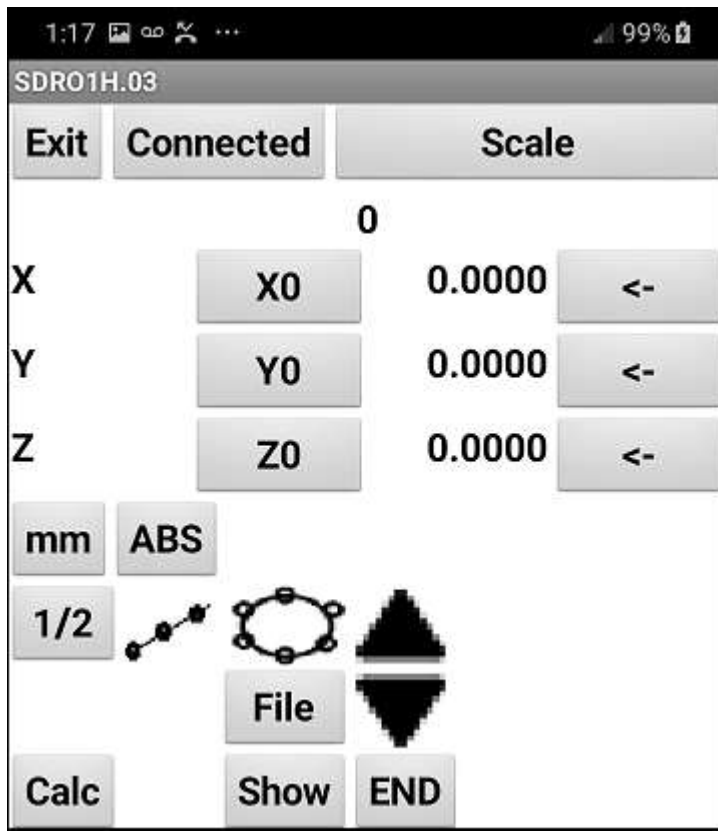 1:17 ... 99%
SDRO1H.03
Exit Connected Scale
0
X X0 0.0000 <-
Y Y0 0.0000 <-
Z Z0 0.0000 <-
mm ABS
1/2
File
Calc Show END